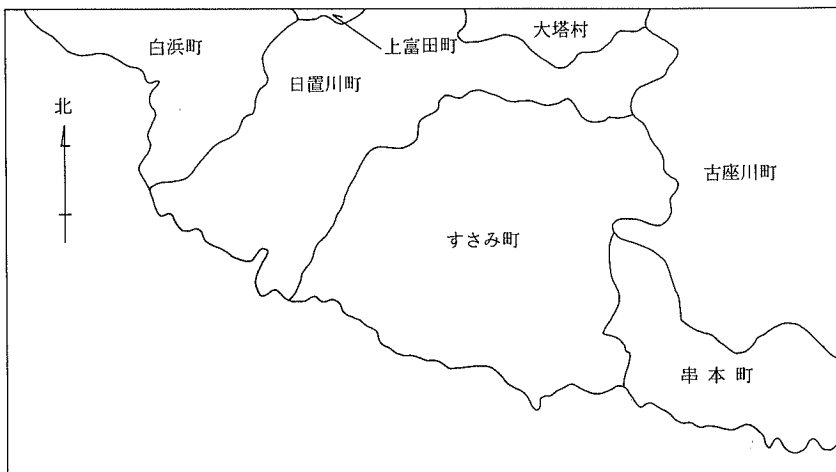 白浜町
上富田町
大塔村
日置川町
北
古座川町
すさみ町
串本町